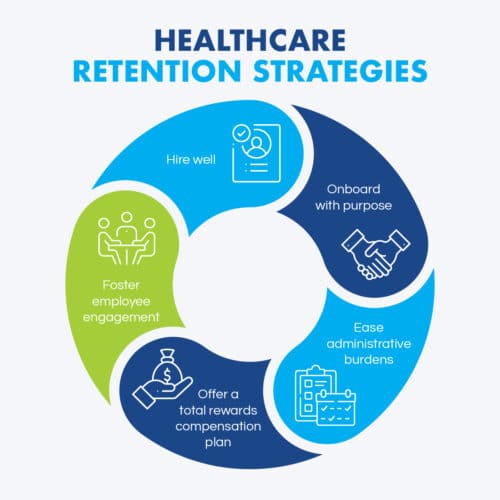 HEALTHCARE
RETENTION STRATEGIES
Hire well
Onboard
with purpose
Ease
administrative
burdens
Offer a
total rewards
compensation
plan
$
Foster
employee
engagement